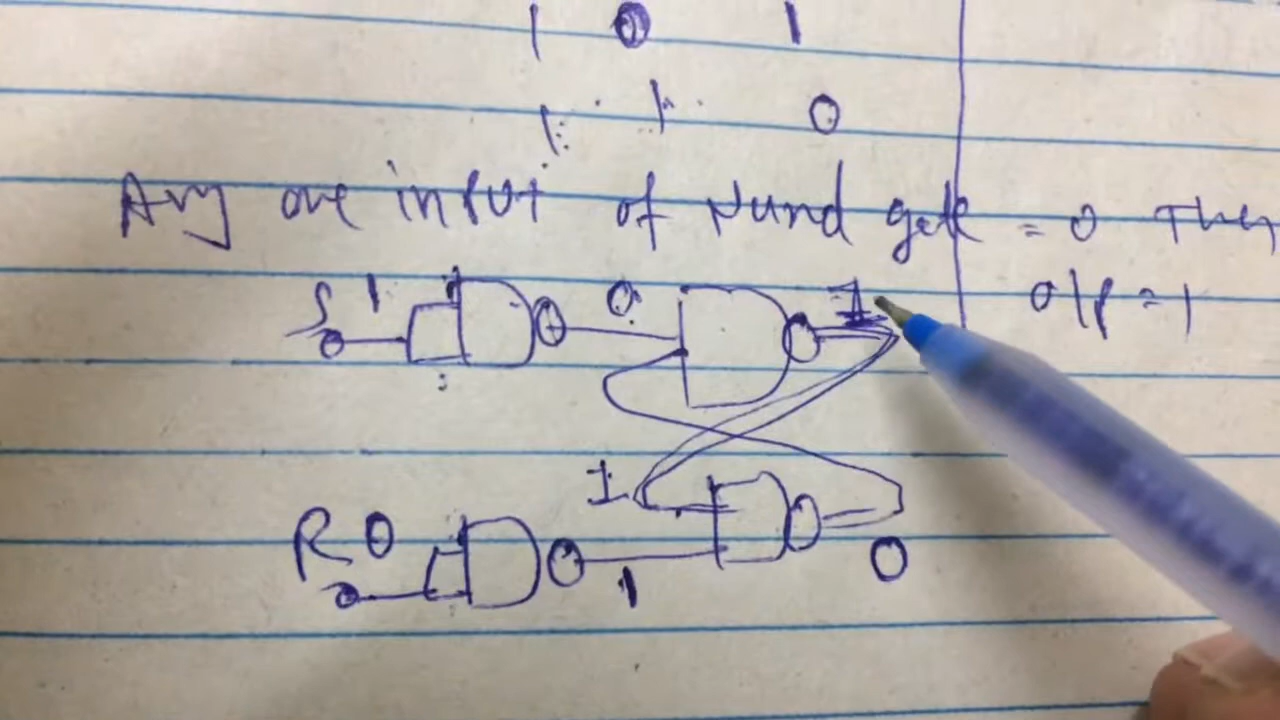 1 0 1
1 1 0
Any one input of Nand gate = 0 Then
o/p = 1
S 1 0 1
1
R 0 1 0